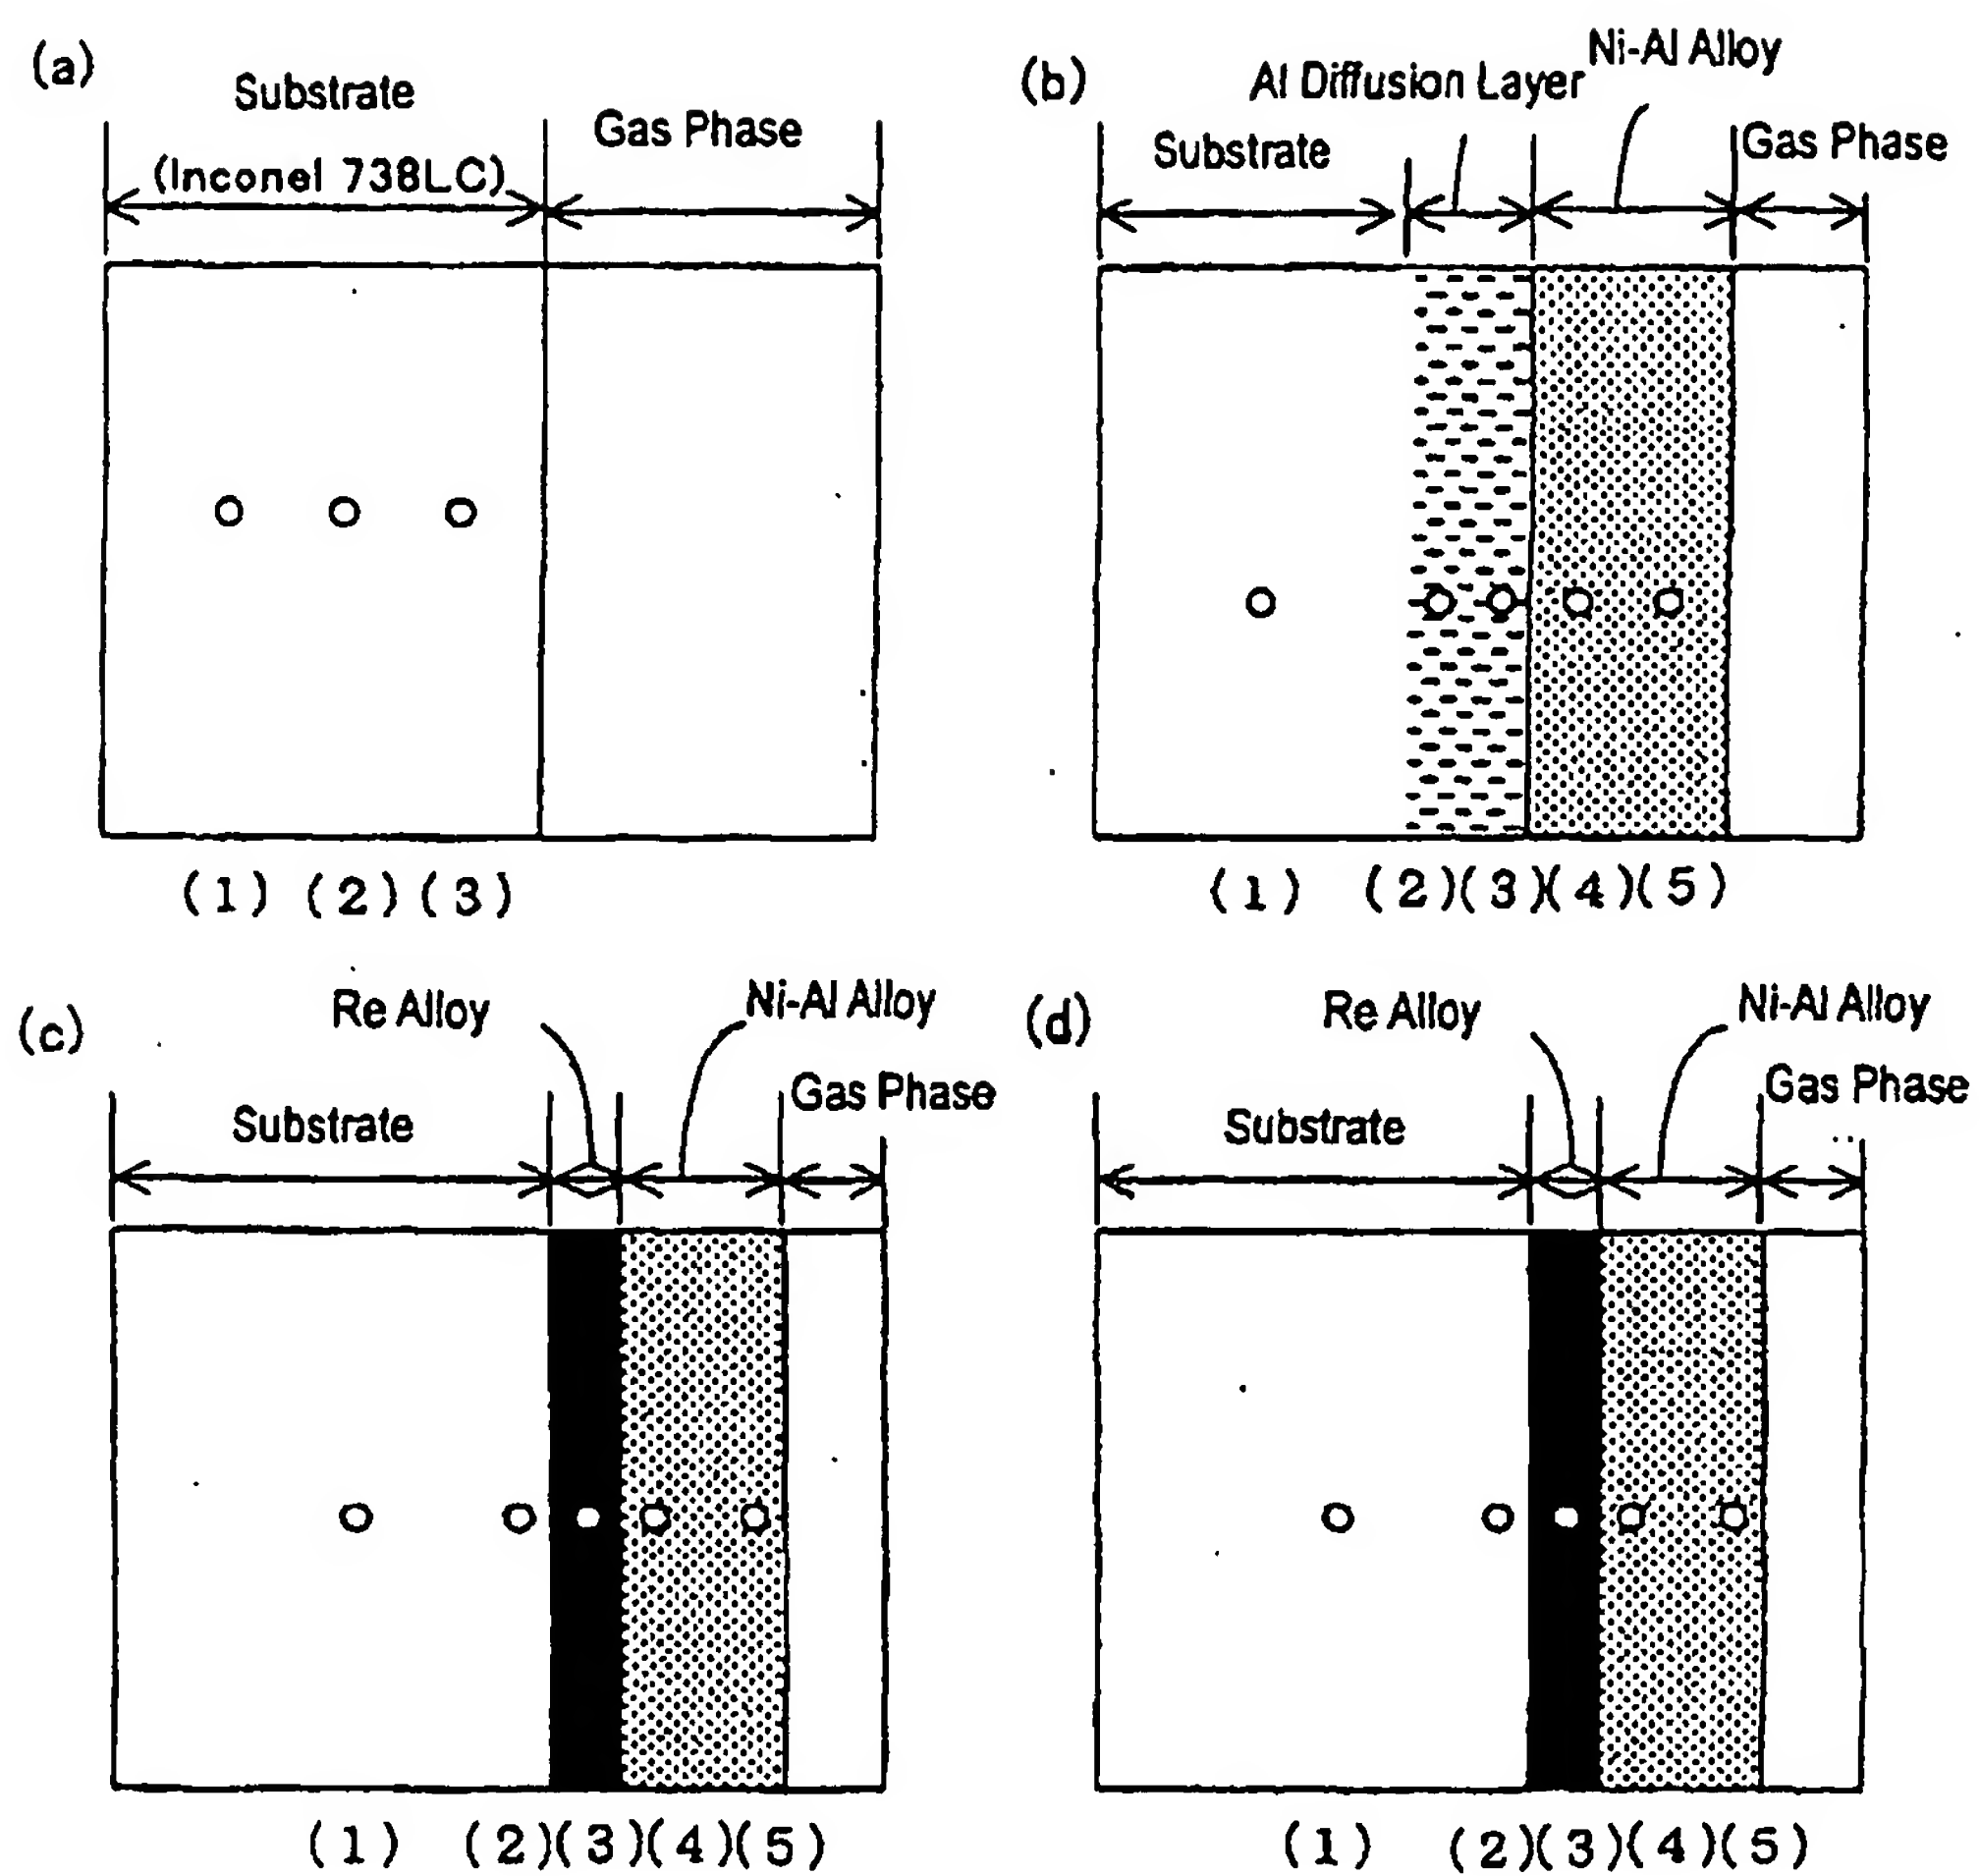 (a)
Substrate
(Inconel 738LC)
Gas Phase
(1) (2) (3)
(b)
Al Diffusion Layer
Ni-Al Alloy
Substrate
Gas Phase
(1) (2)(3)(4)(5)
(c)
Re Alloy
Ni-Al Alloy
Substrate
Gas Phase
(1) (2)(3)(4)(5)
(d)
Re Alloy
Ni-Al Alloy
Substrate
Gas Phase
(1) (2)(3)(4)(5)